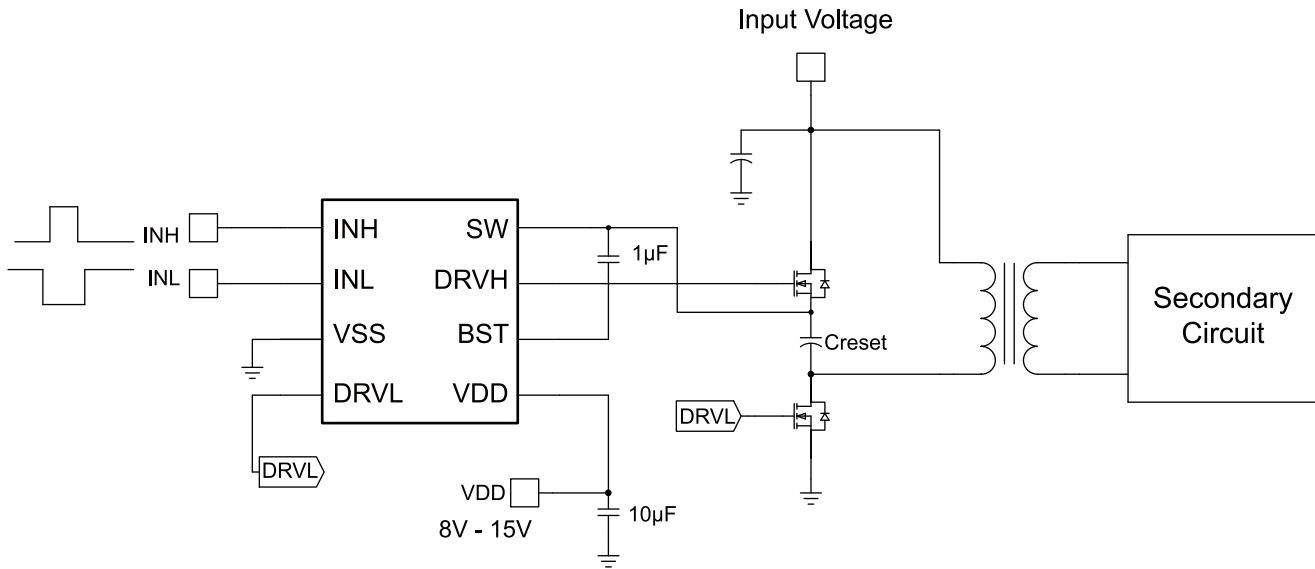 Input Voltage
INH
INL
INH
INL
VSS
DRVL
SW
DRVH
BST
VDD
1µF
Creset
DRVL
DRVL
VDD
8V - 15V
10µF
Secondary
Circuit